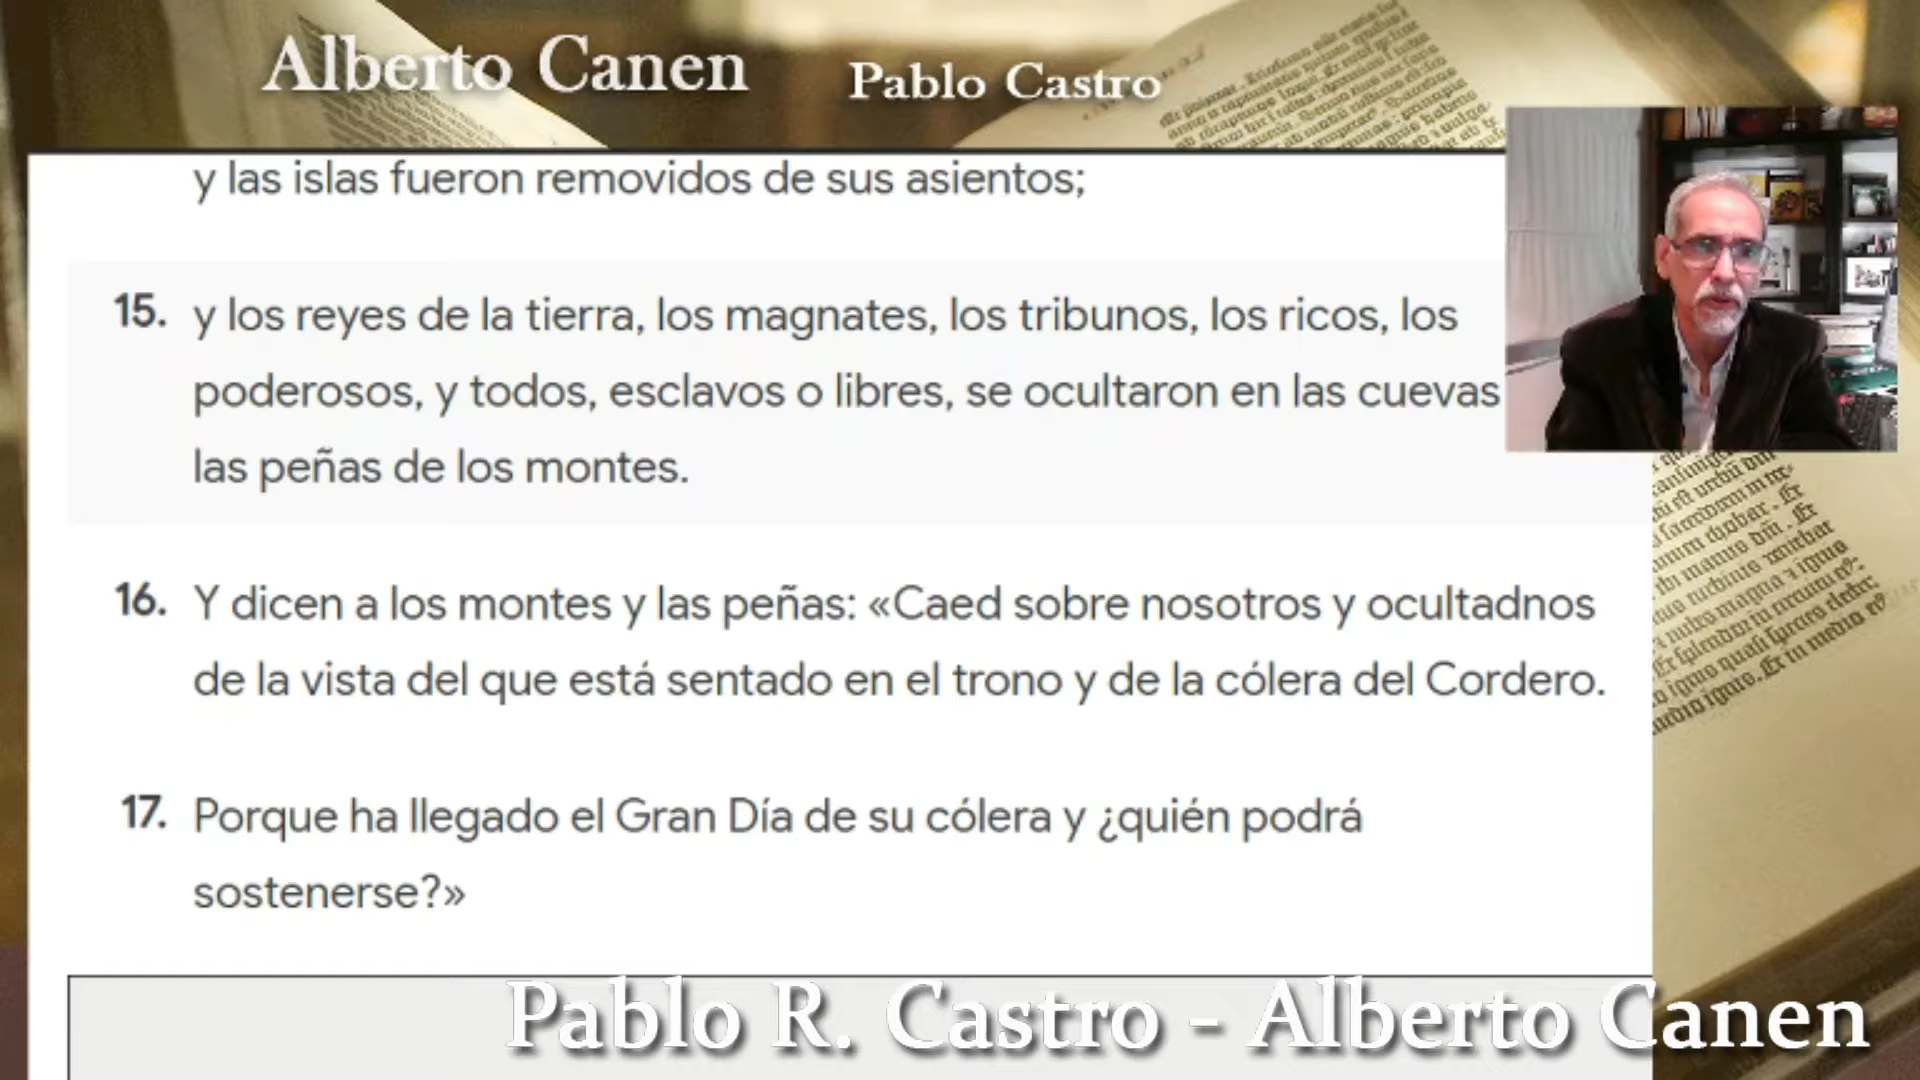 Alberto Canen
Pablo Castro
y las islas fueron removidos de sus asientos;
15. y los reyes de la tierra, los magnates, los tribunos, los ricos, los
poderosos, y todos, esclavos o libres, se ocultaron en las cuevas
las peñas de los montes.
16. Y dicen a los montes y las peñas: «Caed sobre nosotros y ocultadnos
de la vista del que está sentado en el trono y de la cólera del Cordero.
17. Porque ha llegado el Gran Día de su cólera y ¿quién podrá
sostenerse?»
Pablo R. Castro - Alberto Canen